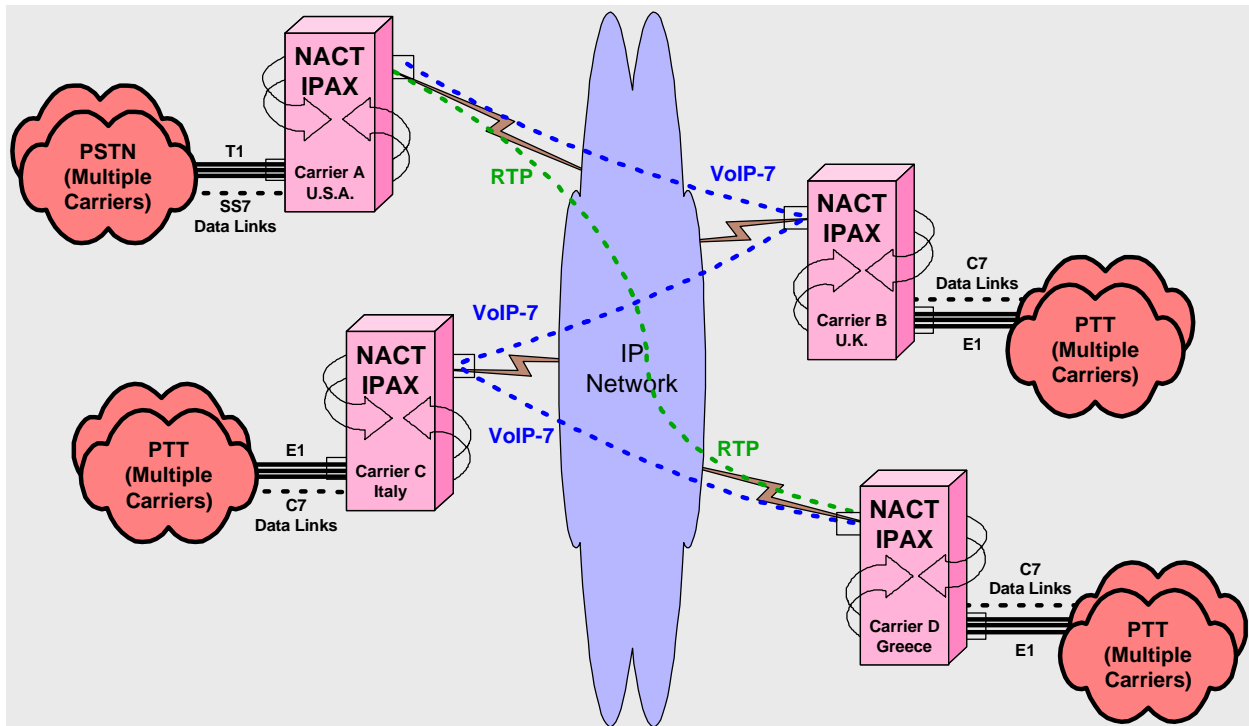 NACT
IPAX
Carrier A
U.S.A.
PSTN
(Multiple
Carriers)
T1
SS7
Data Links
RTP
VoIP-7
NACT
IPAX
Carrier B
U.K.
C7
Data Links
E1
PTT
(Multiple
Carriers)
VoIP-7
IP
Network
NACT
IPAX
Carrier C
Italy
PTT
(Multiple
Carriers)
E1
C7
Data Links
VoIP-7
RTP
NACT
IPAX
Carrier D
Greece
C7
Data Links
E1
PTT
(Multiple
Carriers)